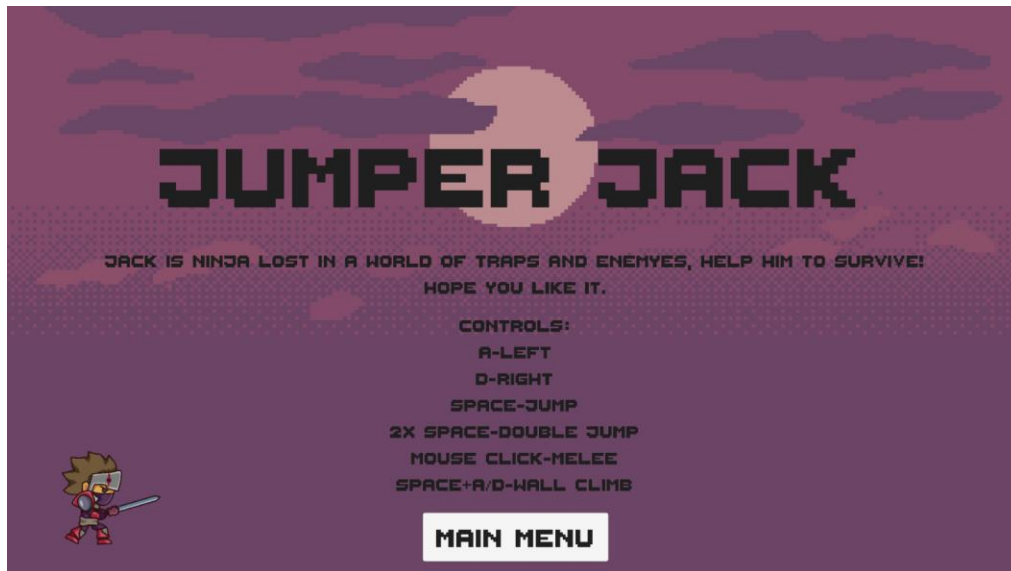 JUMPER JACK
JACK IS NINJA LOST IN A WORLD OF TRAPS AND ENEMYES, HELP HIM TO SURVIVE!
HOPE YOU LIKE IT.
CONTROLS:
A-LEFT
D-RIGHT
SPACE-JUMP
2X SPACE-DOUBLE JUMP
MOUSE CLICK-MELEE
SPACE+A/D-WALL CLIMB
MAIN MENU